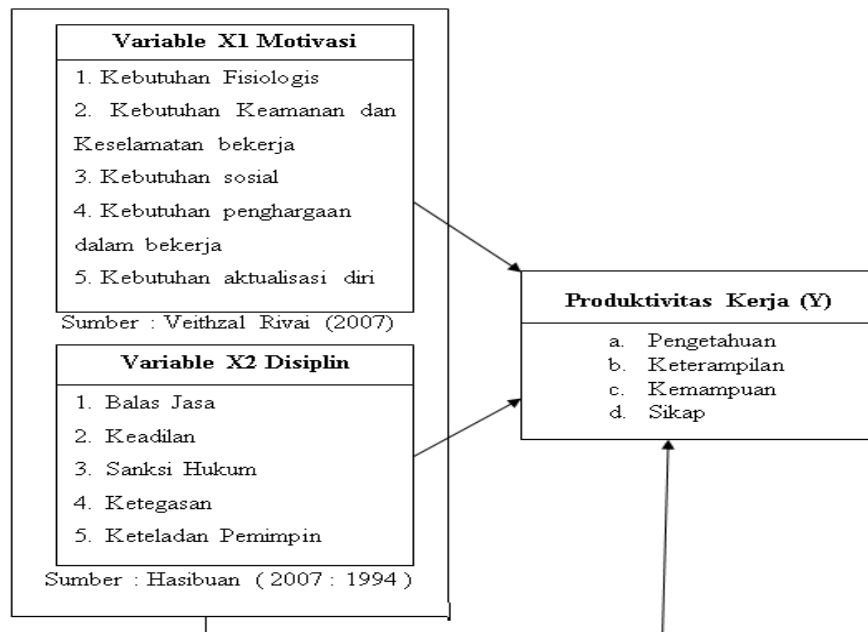 Variable X1 Motivasi
1. Kebutuhan Fisiologis
2. Kebutuhan Keamanan dan
Keselamatan bekerja
3. Kebutuhan sosial
4. Kebutuhan penghargaan
dalam bekerja
5. Kebutuhan aktualisasi diri
Sumber : Veithzal Rivai (2007)
Variable X2 Disiplin
1. Balas Jasa
2. Keadilan
3. Sanksi Hukum
4. Ketegasan
5. Keteladan Pemimpin
Sumber : Hasibuan ( 2007 : 1994 )
Produktivitas Kerja (Y)
a. Pengetahuan
b. Keterampilan
c. Kemampuan
d. Sikap